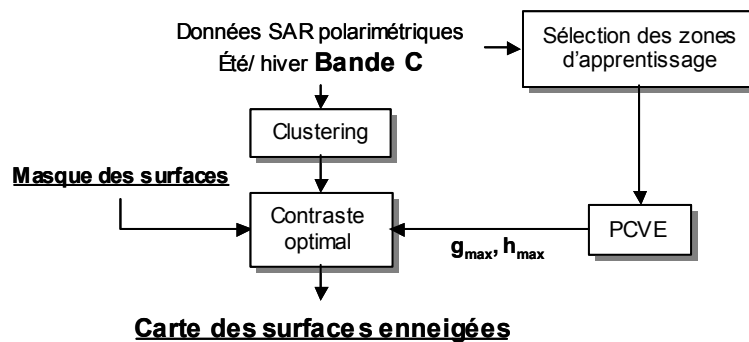 Données SAR polarimétriques
Été/ hiver Bande C
Sélection des zones
d'apprentissage
Clustering
Masque des surfaces
Contraste
optimal
PCVE
gmax, hmax
Carte des surfaces enneigées